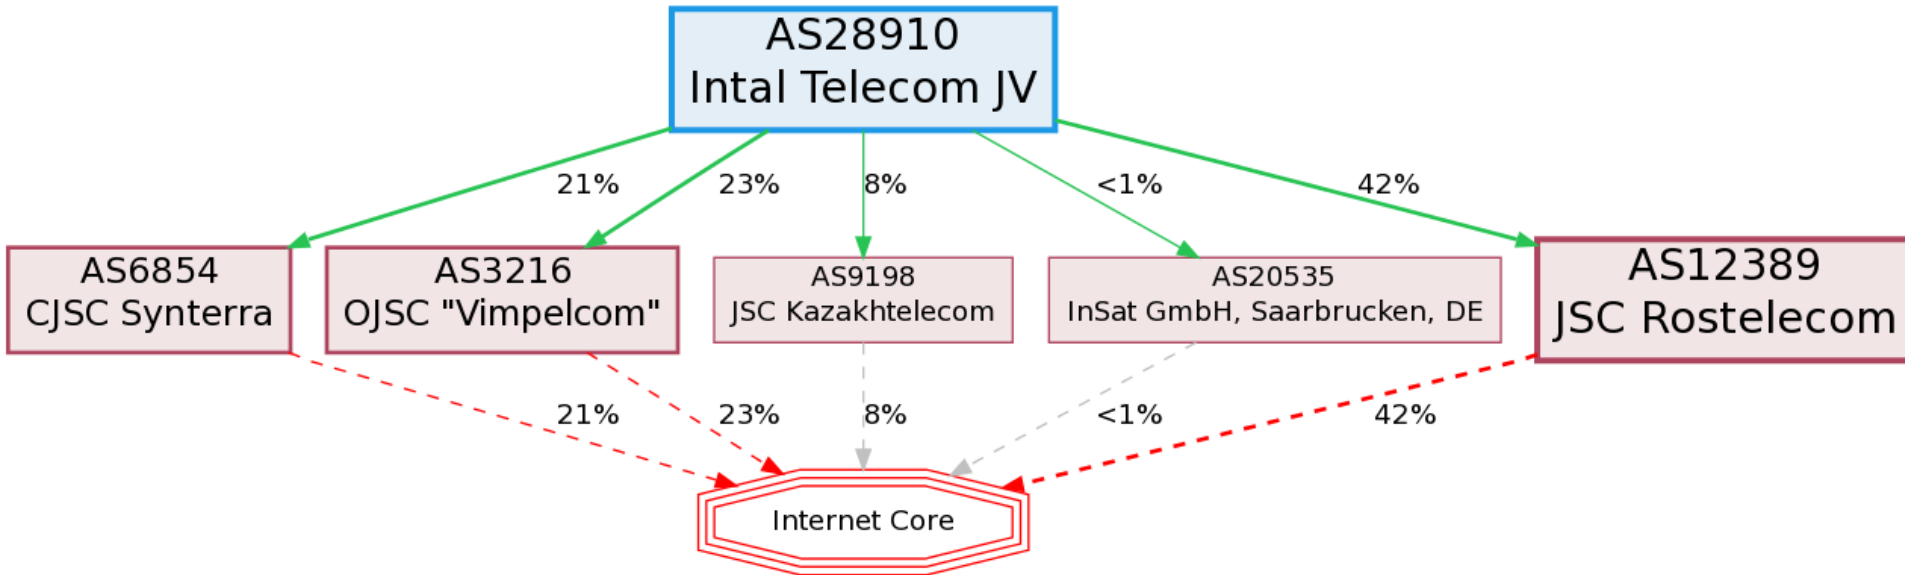 AS28910
Intal Telecom JV
21%
23%
8%
<1%
42%
AS6854
CJSC Synterra
AS3216
OJSC "Vimpelcom"
AS9198
JSC Kazakhtelecom
AS20535
InSat GmbH, Saarbrucken, DE
AS12389
JSC Rostelecom
21%
23%
8%
<1%
42%
Internet Core